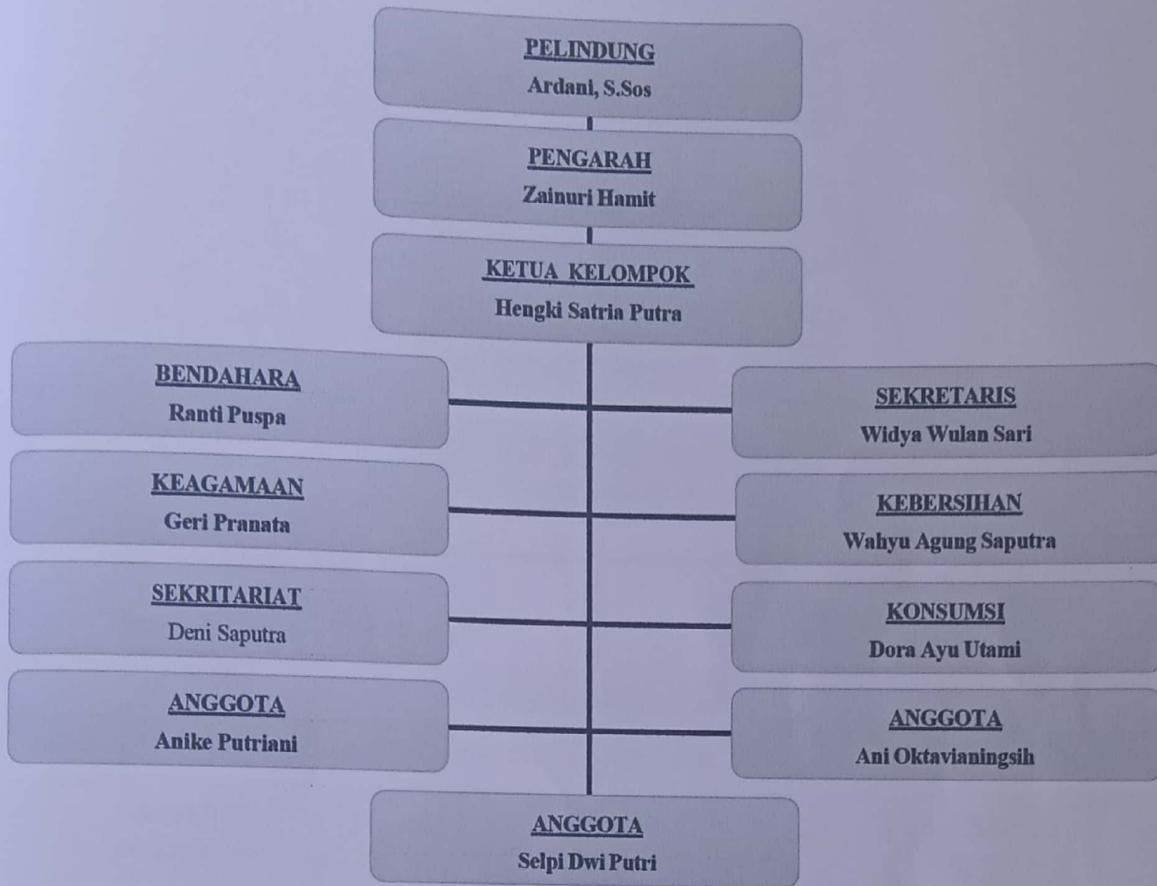 PELINDUNG
Ardani, S.Sos
PENGARAH
Zainuri Hamit
KETUA KELOMPOK
Hengki Satria Putra
BENDAHARA
Ranti Puspa
SEKRETARIS
Widya Wulan Sari
KEAGAMAAN
Geri Pranata
KEBERSIHAN
Wahyu Agung Saputra
SEKRITARIAT
Deni Saputra
KONSUMSI
Dora Ayu Utami
ANGGOTA
Anike Putriani
ANGGOTA
Ani Oktavianingsih
ANGGOTA
Selpi Dwi Putri